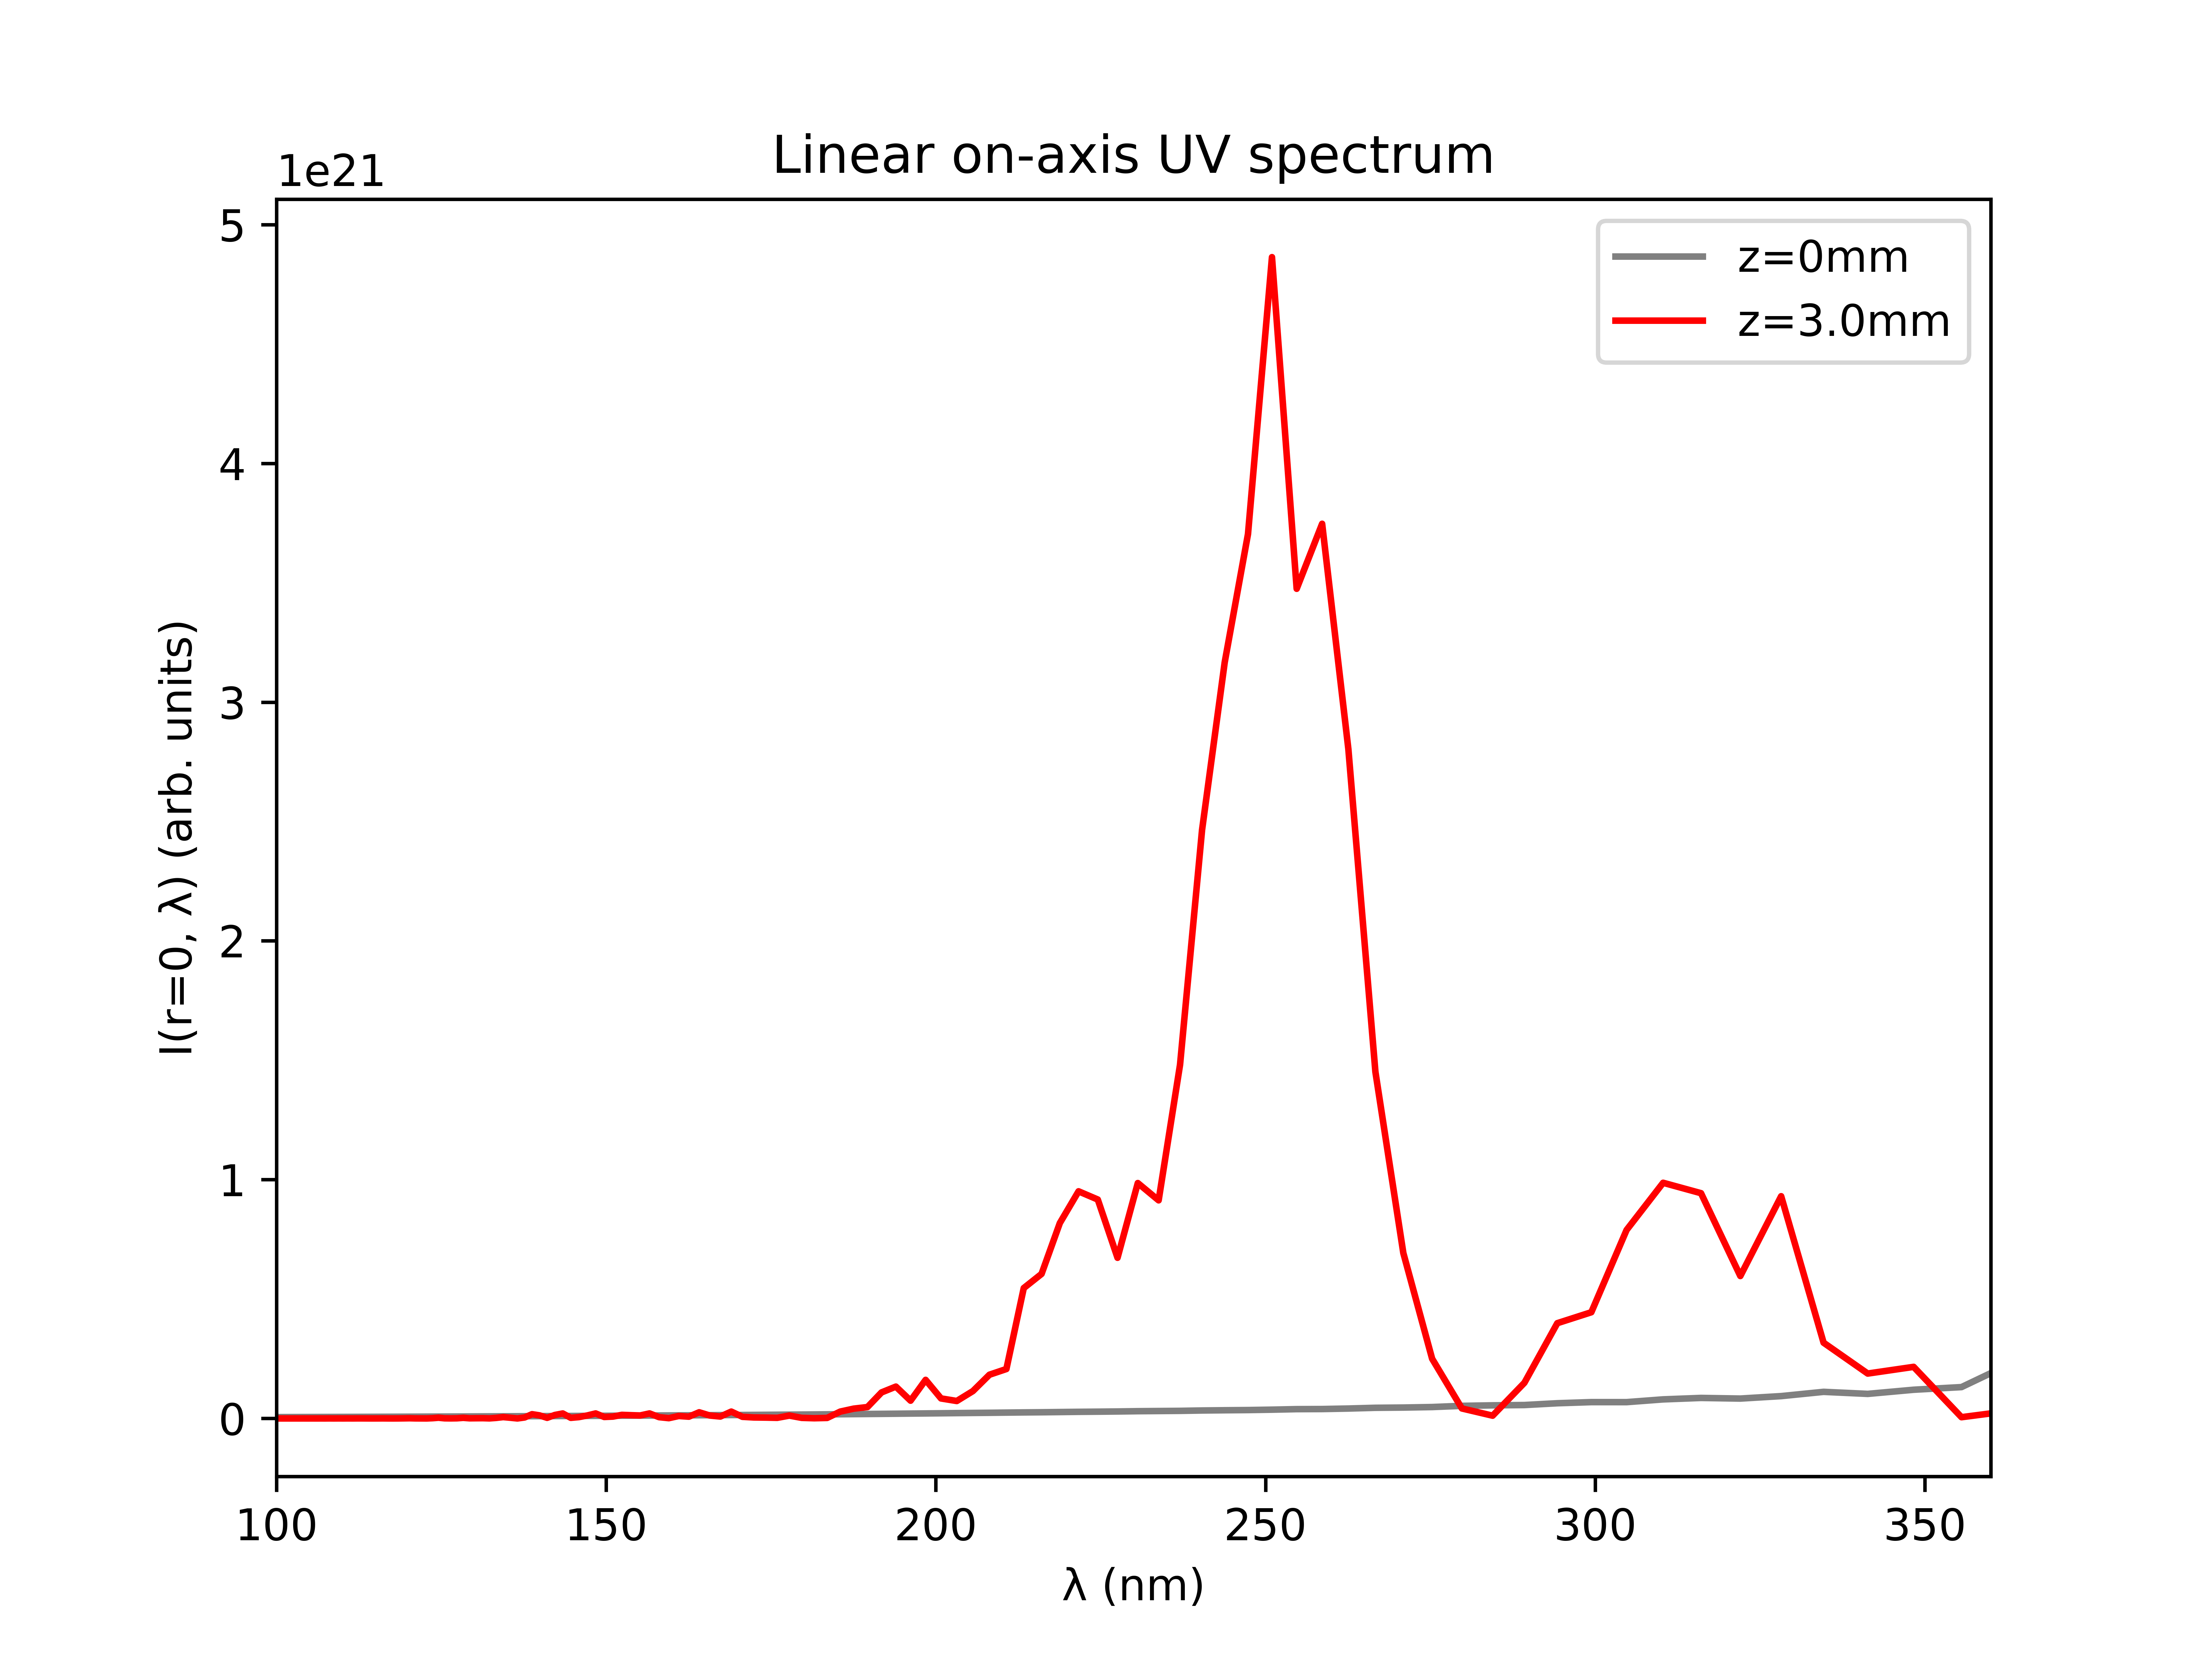 Linear on-axis UV spectrum
1e21
z=0mm
z=3.0mm
5
4
3
2
1
0
I(r=0, λ) (arb. units)
100 150 200 250 300 350
λ (nm)